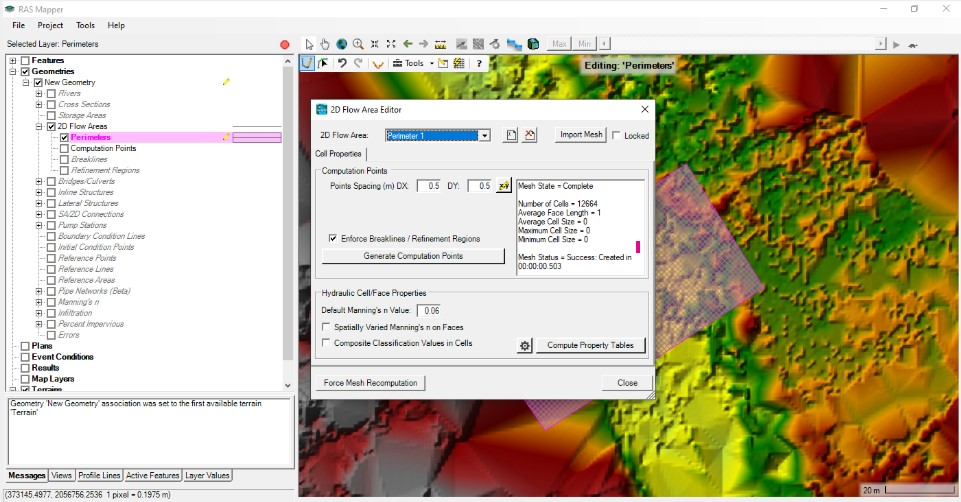 RAS Mapper
File Project Tools Help
Selected Layer: Perimeters
Max Min
Features
Geometries
New Geometry
Rivers
Cross Sections
Storage Areas
2D Flow Areas
Perimeters
Computation Points
Breaklines
Refinement Regions
Bridges/Culverts
Inline Structures
Lateral Structures
SA/2D Connections
Pump Stations
Boundary Condition Lines
Initial Condition Points
Reference Points
Reference Lines
Reference Areas
Pipe Networks (Beta)
Manning's n
Infiltration
Percent Impervious
Errors
Plans
Event Conditions
Results
Map Layers
Terrains
Tools ?
Editing: 'Perimeters'
2D Flow Area Editor
2D Flow Area: Perimeter 1 Import Mesh Locked
Cell Properties
Computation Points
Points Spacing (m) DX: 0.5 DY: 0.5
Enforce Breaklines / Refinement Regions
Generate Computation Points
Mesh State = Complete
Number of Cells = 12664
Average Face Length = 1
Average Cell Size = 0
Maximum Cell Size = 0
Minimum Cell Size = 0
Mesh Status = Success: Created in
00:00:00.503
Hydraulic Cell/Face Properties
Default Manning's n Value: 0.06
Spatially Varied Manning's n on Faces
Composite Classification Values in Cells
Compute Property Tables
Force Mesh Recomputation Close
Geometry 'New Geometry' association was set to the first available terrain
'Terrain'
Messages Views Profile Lines Active Features Layer Values
(373145.4977, 2056756.2536 1 pixel = 0.1975 m)
20 m